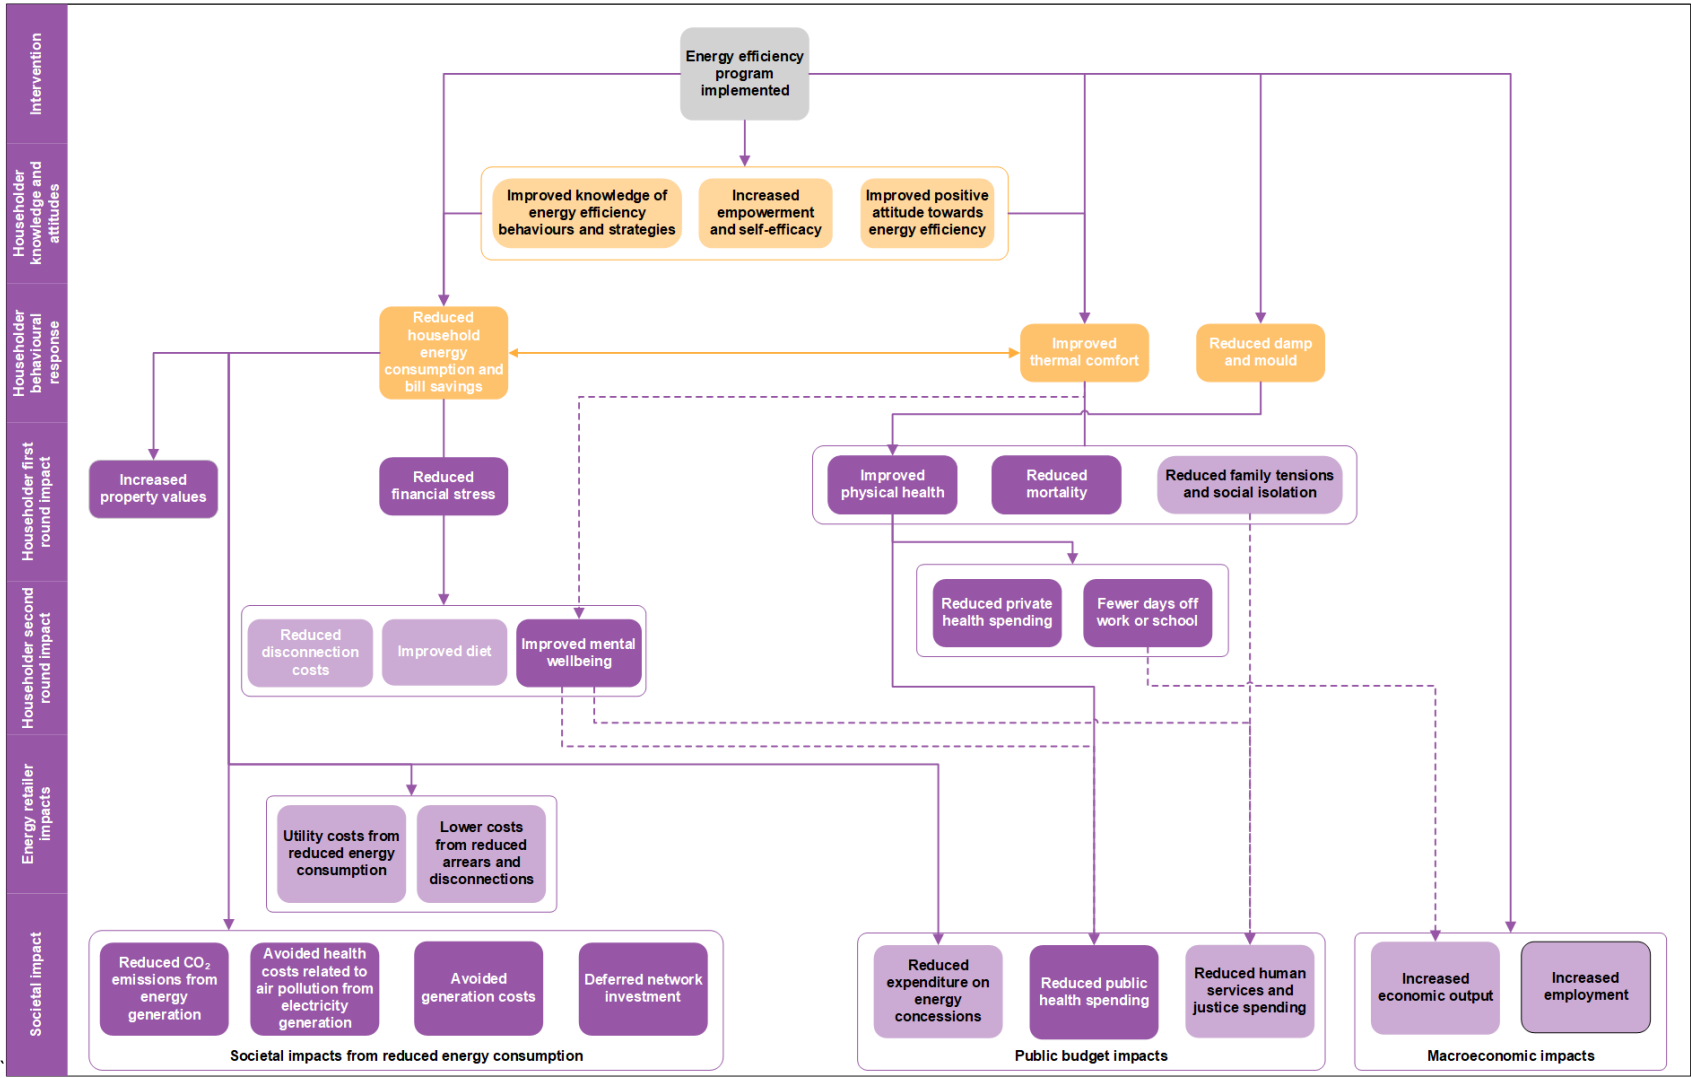 Intervention
Energy efficiency
program
implemented
Householder
knowledge and
attitudes
Improved knowledge of
energy efficiency
behaviours and strategies
Increased
empowerment
and self-efficacy
Improved positive
attitude towards
energy efficiency
Householder
behavioural
response
Reduced
household
energy
consumption and
bill savings
Improved
thermal comfort
Reduced damp
and mould
Householder first
round impact
Increased
property values
Reduced
financial stress
Improved
physical health
Reduced
mortality
Reduced family tensions
and social isolation
Householder second
round impact
Reduced private
health spending
Fewer days off
work or school
Reduced
disconnection
costs
Improved diet
Improved mental
wellbeing
Energy retailer
impacts
Utility costs from
reduced energy
consumption
Lower costs
from reduced
arrears and
disconnections
Societal impact
Reduced CO₂
emissions from
energy
generation
Avoided health
costs related to
air pollution from
electricity
generation
Avoided
generation costs
Deferred network
investment
Societal impacts from reduced energy consumption
Reduced
expenditure on
energy
concessions
Reduced public
health spending
Reduced human
services and
justice spending
Public budget impacts
Increased
economic output
Increased
employment
Macroeconomic impacts